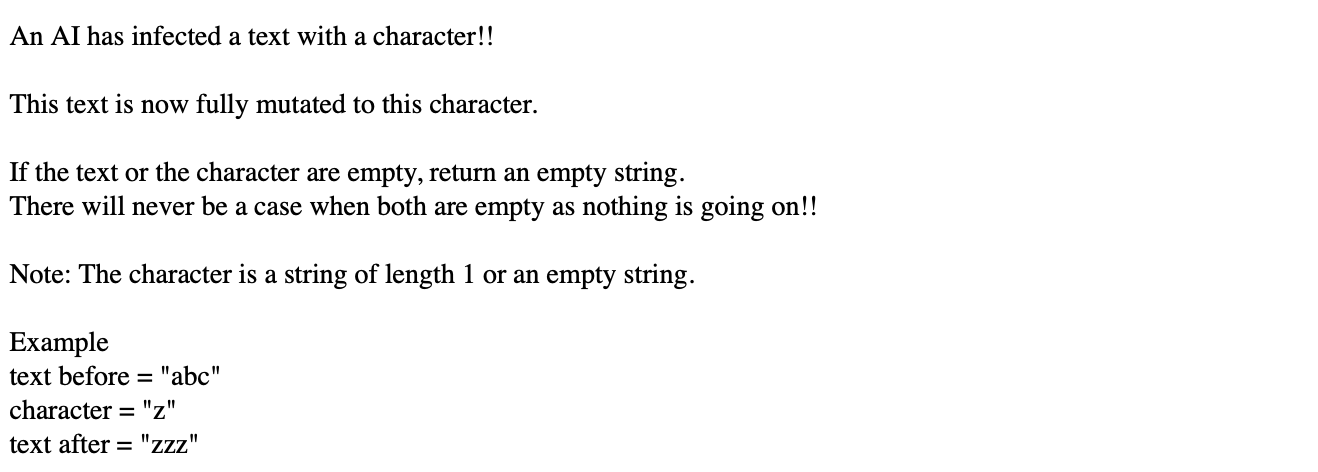 An AI has infected a text with a character!!
This text is now fully mutated to this character.
If the text or the character are empty, return an empty string.
There will never be a case when both are empty as nothing is going on!!
Note: The character is a string of length 1 or an empty string.
Example
text before = "abc"
character = "z"
text after = "zzz"